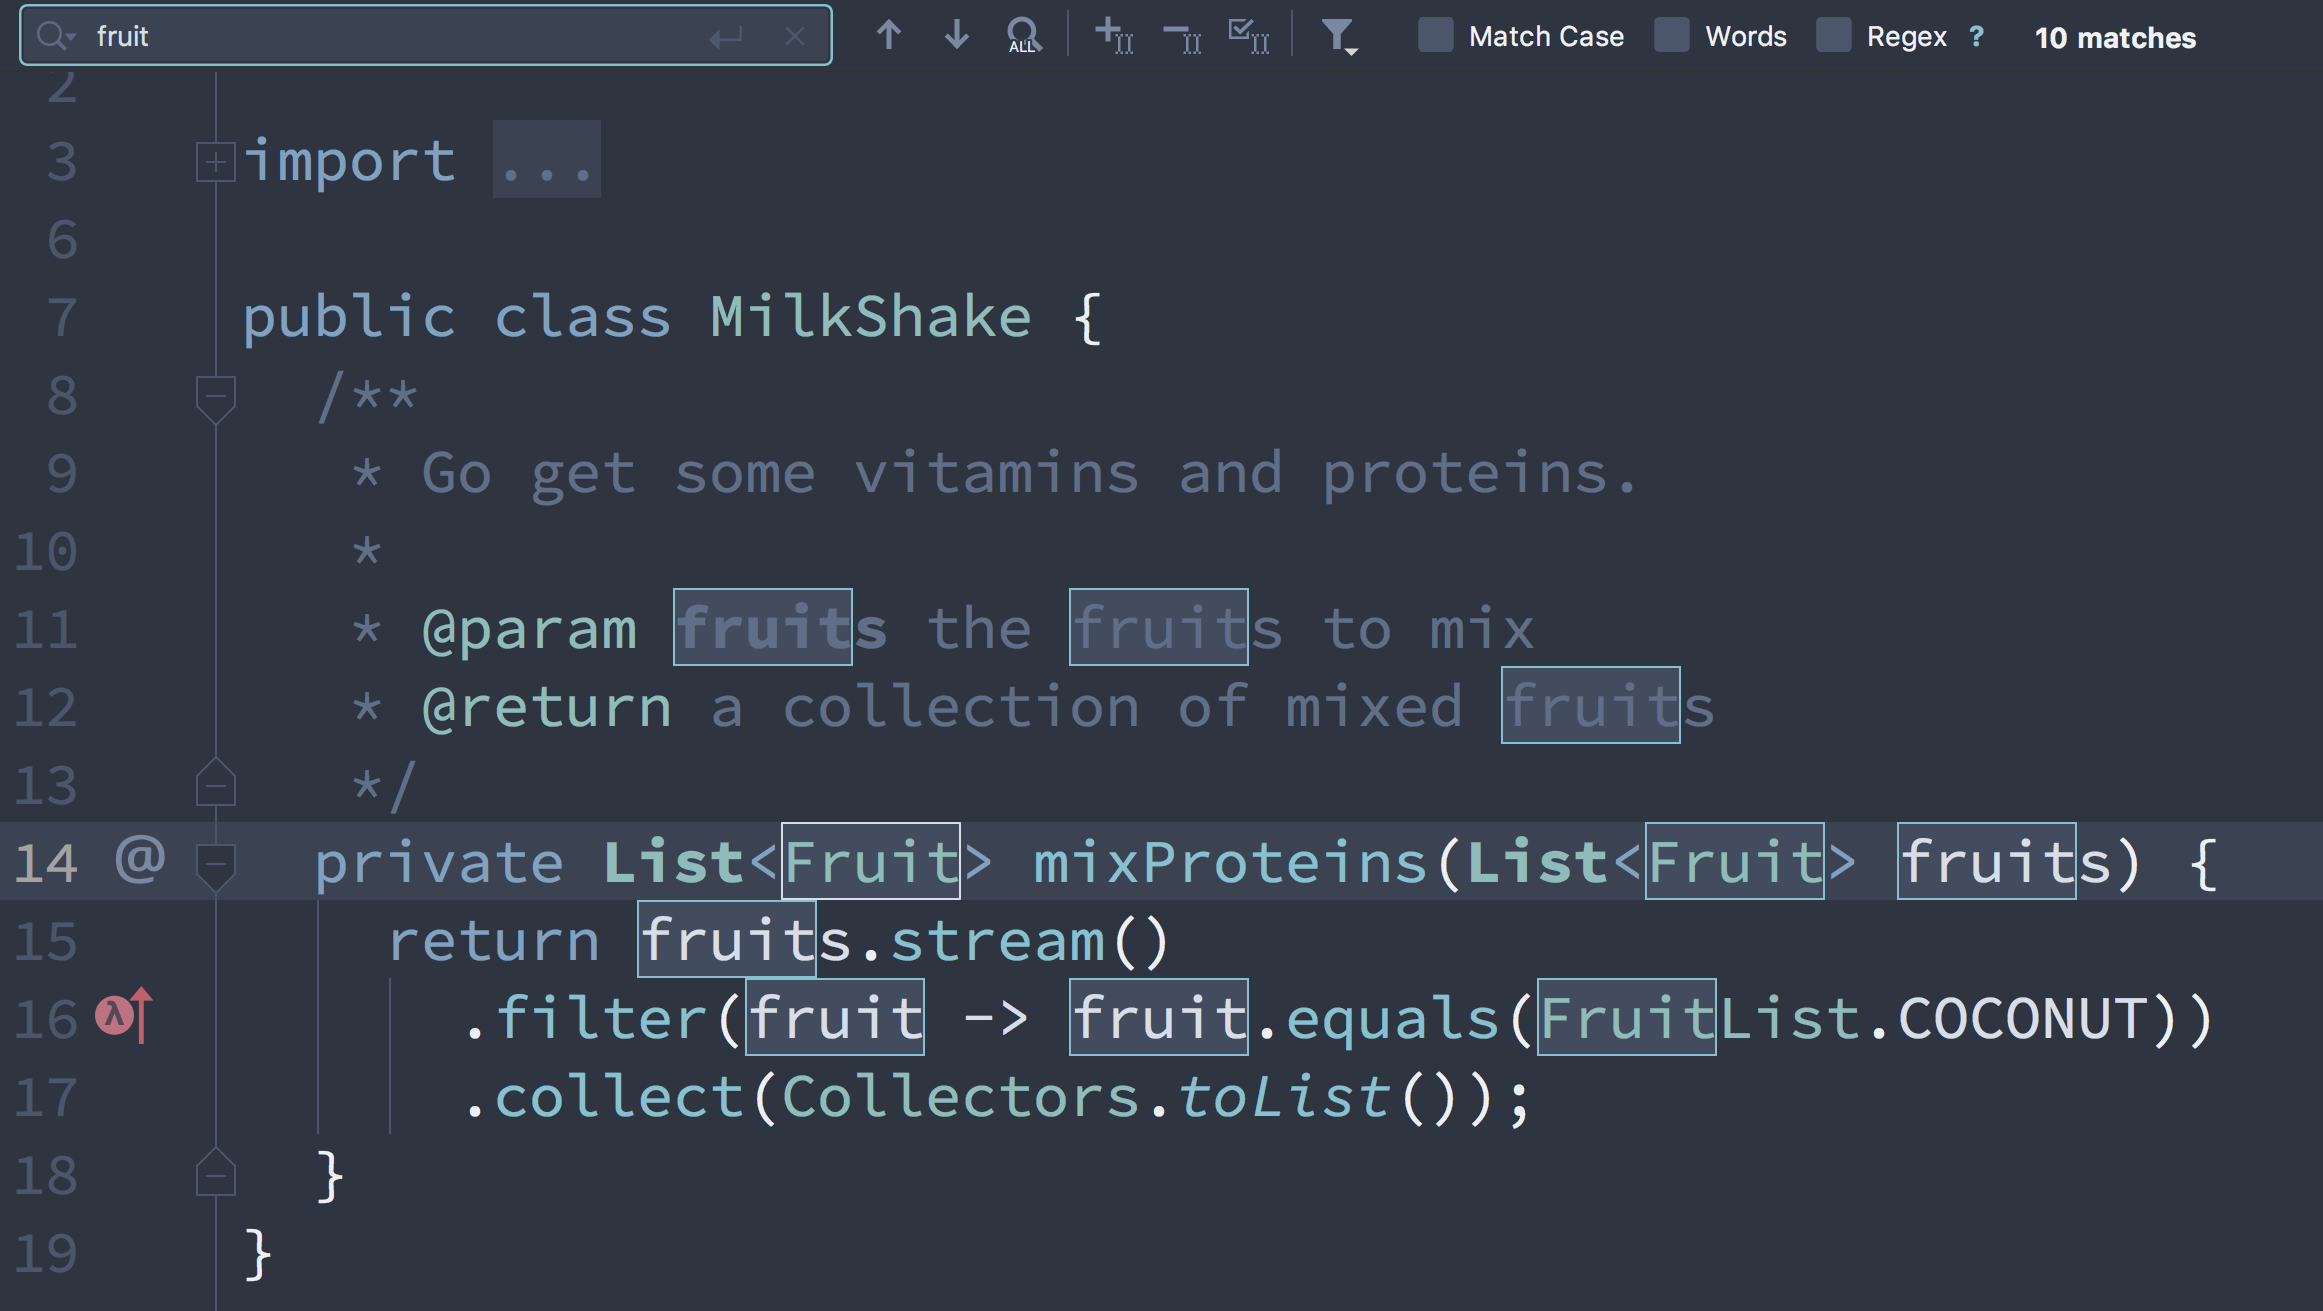 fruit ALL Match Case Words Regex ? 10 matches
2
3 import ...
6
7 public class MilkShake {
8 /**
9 * Go get some vitamins and proteins.
10 *
11 * @param fruits the fruits to mix
12 * @return a collection of mixed fruits
13 */
14 @ private List<Fruit> mixProteins(List<Fruit> fruits) {
15 return fruits.stream()
16 λ .filter(fruit -> fruit.equals(FruitList.COCONUT))
17 .collect(Collectors.toList());
18 }
19 }